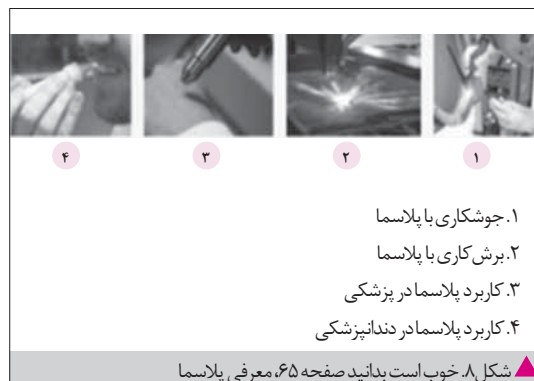 ۱ ۲ ۳ ۴
۱. جوشکاری با پلاسما
۲. برش کاری با پلاسما
۳. کاربرد پلاسما در پزشکی
۴. کاربرد پلاسما در دندانپزشکی
شکل ۸. خوب است بدانید صفحه ۶۵، معرفی پلاسما